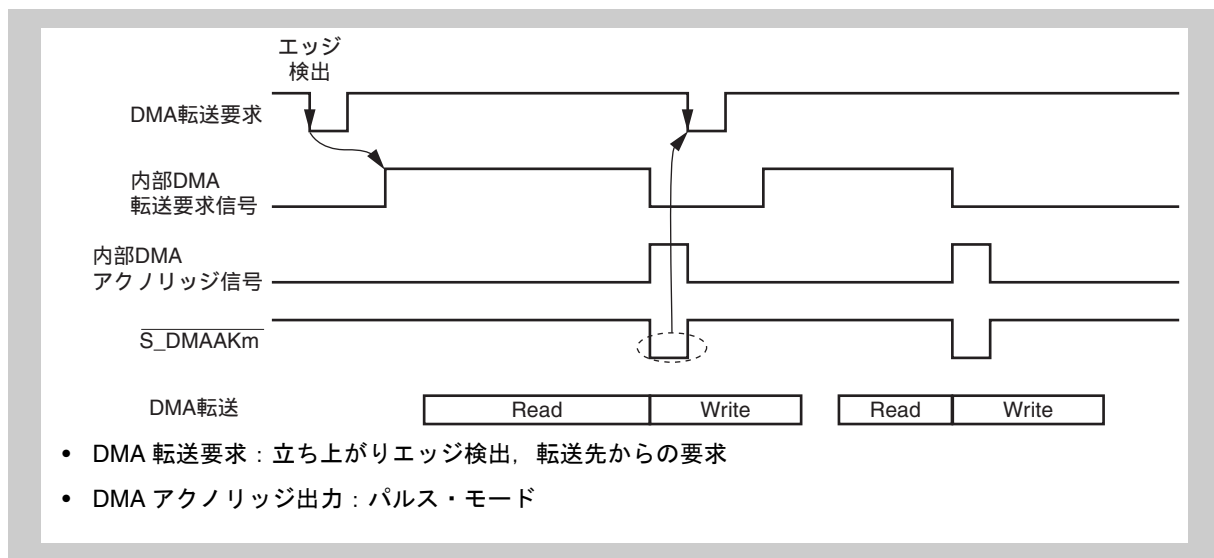 エッジ
検出
DMA転送要求
内部DMA
転送要求信号
内部DMA
アクノリッジ信号
S_DMAAKm
DMA転送 Read Write Read Write
• DMA 転送要求：立ち上がりエッジ検出，転送先からの要求
• DMA アクノリッジ出力：パルス・モード